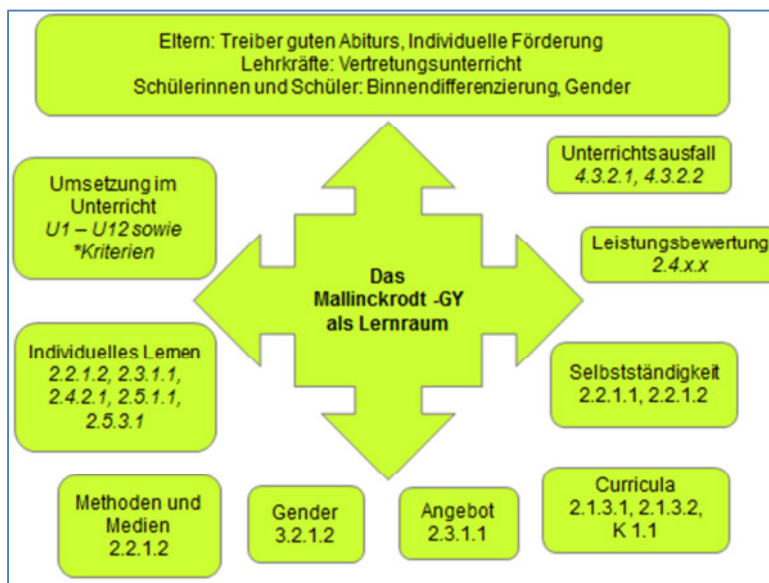 Eltern: Treiber guten Abiturs, Individuelle Förderung
Lehrkräfte: Vertretungsunterricht
Schülerinnen und Schüler: Binnendifferenzierung, Gender
Unterrichtsausfall
4.3.2.1, 4.3.2.2
Umsetzung im
Unterricht
U1 – U12 sowie
*Kriterien
Leistungsbewertung
2.4.x.x
Das
Mallinckrodt -GY
als Lernraum
Individuelles Lernen
2.2.1.2, 2.3.1.1,
2.4.2.1, 2.5.1.1,
2.5.3.1
Selbstständigkeit
2.2.1.1, 2.2.1.2
Methoden und
Medien
2.2.1.2
Gender
3.2.1.2
Angebot
2.3.1.1
Curricula
2.1.3.1, 2.1.3.2,
K 1.1